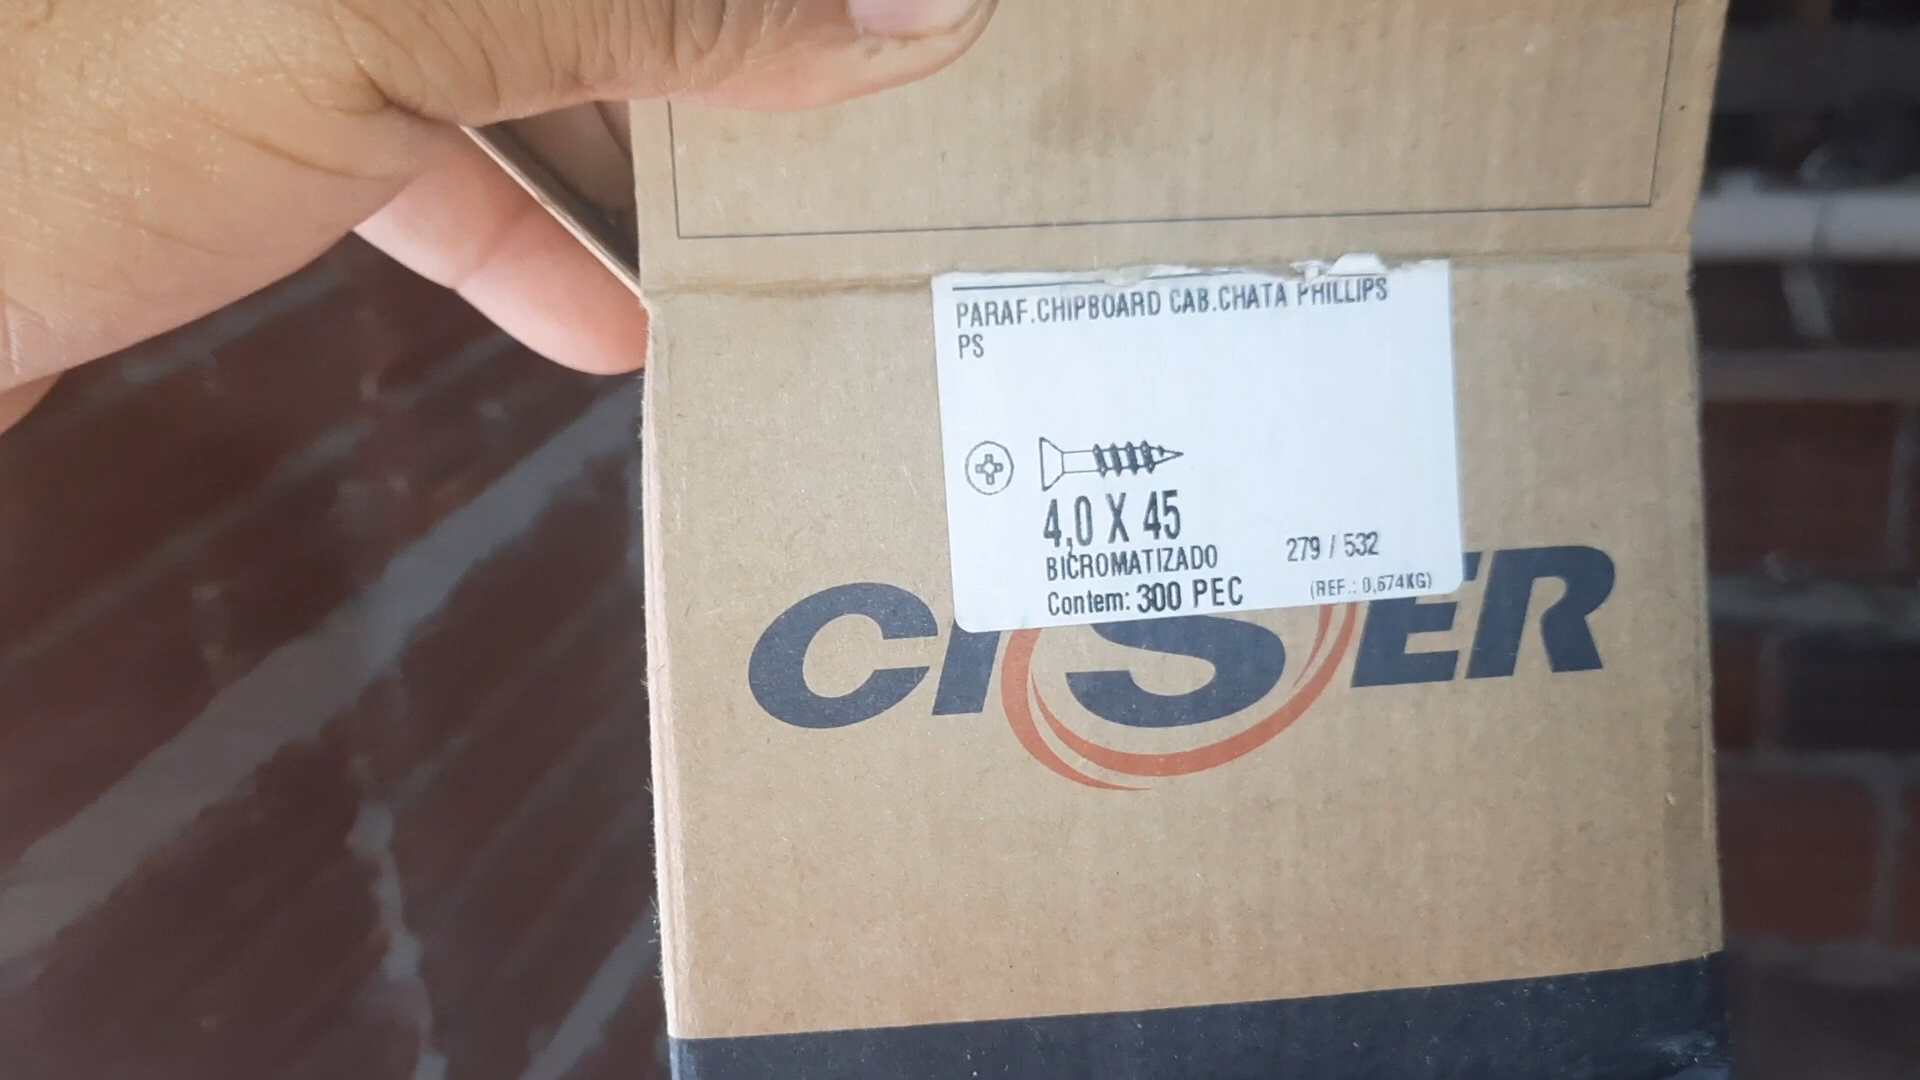 PARAF.CHIPBOARD CAB.CHATA PHILLIPS
PS
4,0 X 45
BICROMATIZADO
279 / 532
Contem: 300 PEC
(REF.: 0,674KG)
CISER